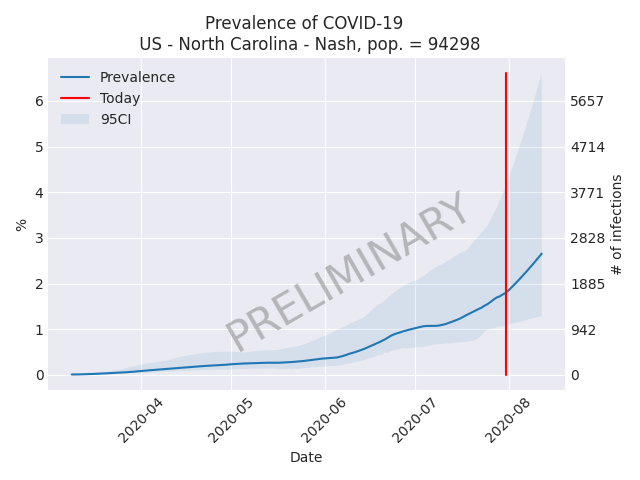 Prevalence of COVID-19
US - North Carolina - Nash, pop. = 94298
Prevalence
Today
95CI
PRELIMINARY
%
6
5
4
3
2
1
0
5657
4714
3771
2828
1885
942
0
# of infections
2020-04
2020-05
2020-06
2020-07
2020-08
Date